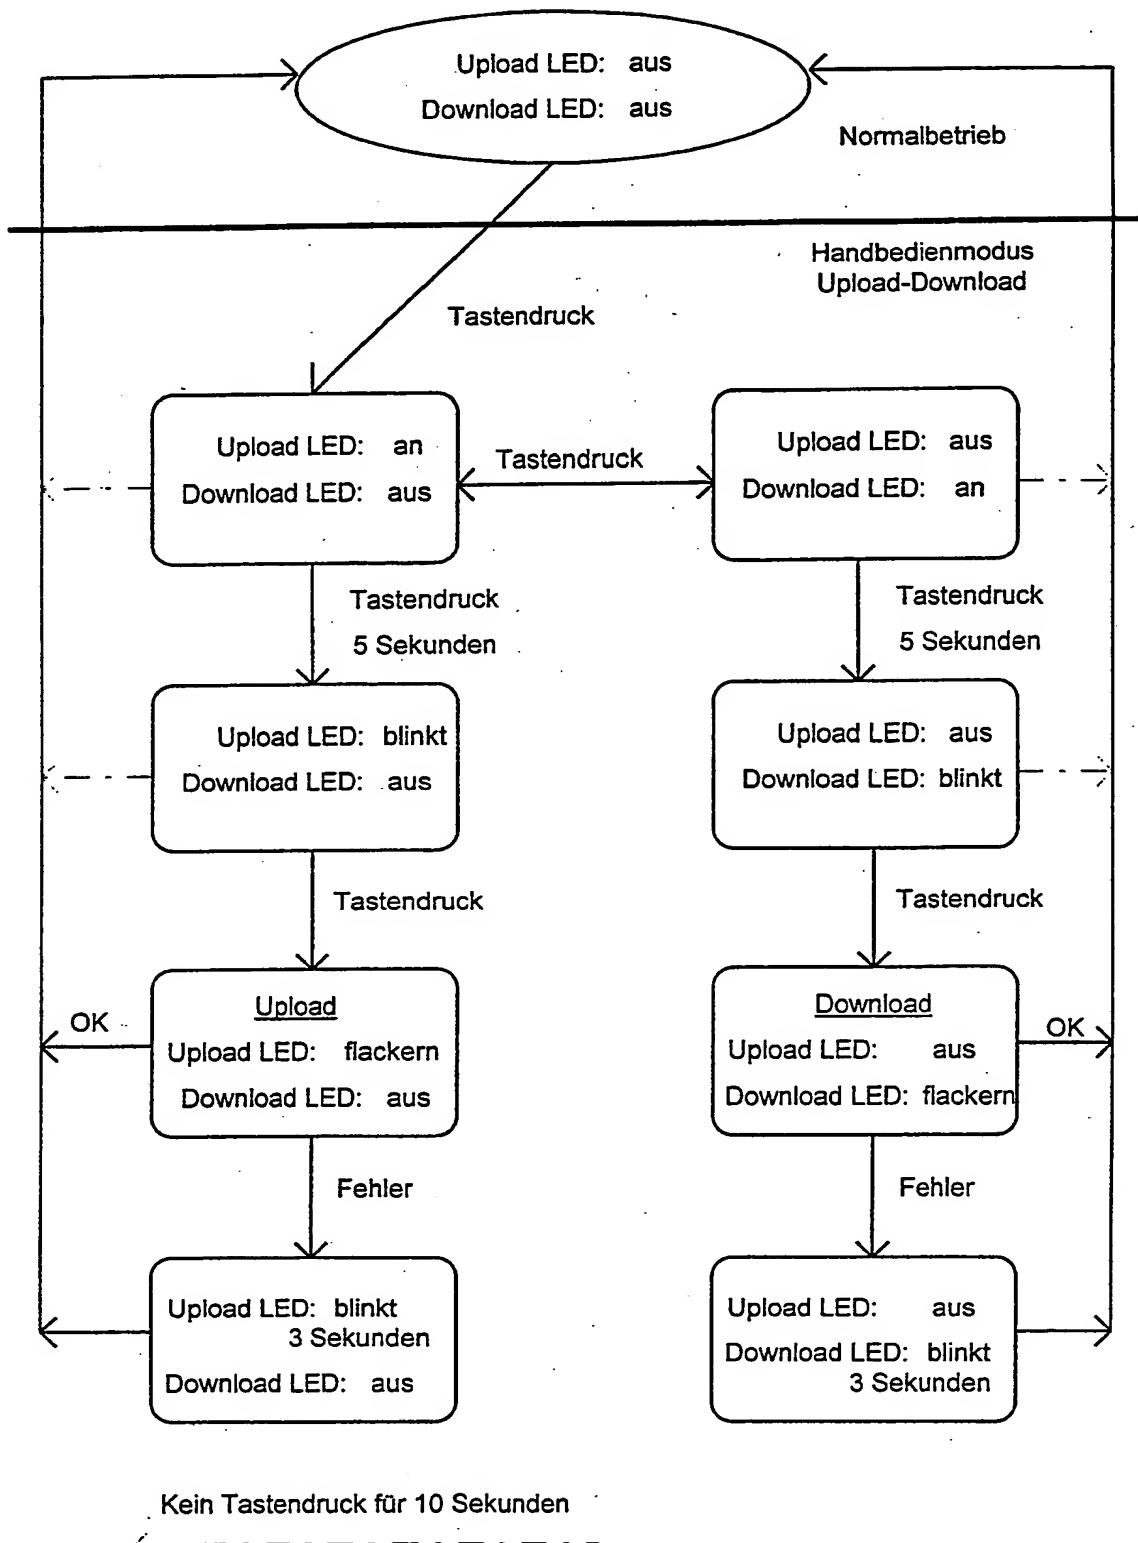 Upload LED: aus
Download LED: aus
Normalbetrieb
Handbedienmodus
Upload-Download
Tastendruck
Upload LED: an
Download LED: aus
Tastendruck
Upload LED: aus
Download LED: an
Tastendruck
5 Sekunden
Tastendruck
5 Sekunden
Upload LED: blinkt
Download LED: aus
Upload LED: aus
Download LED: blinkt
Tastendruck
Tastendruck
OK
Upload
Upload LED: flackern
Download LED: aus
Download
Upload LED: aus
Download LED: flackern
OK
Fehler
Fehler
Upload LED: blinkt
3 Sekunden
Download LED: aus
Upload LED: aus
Download LED: blinkt
3 Sekunden
Kein Tastendruck für 10 Sekunden